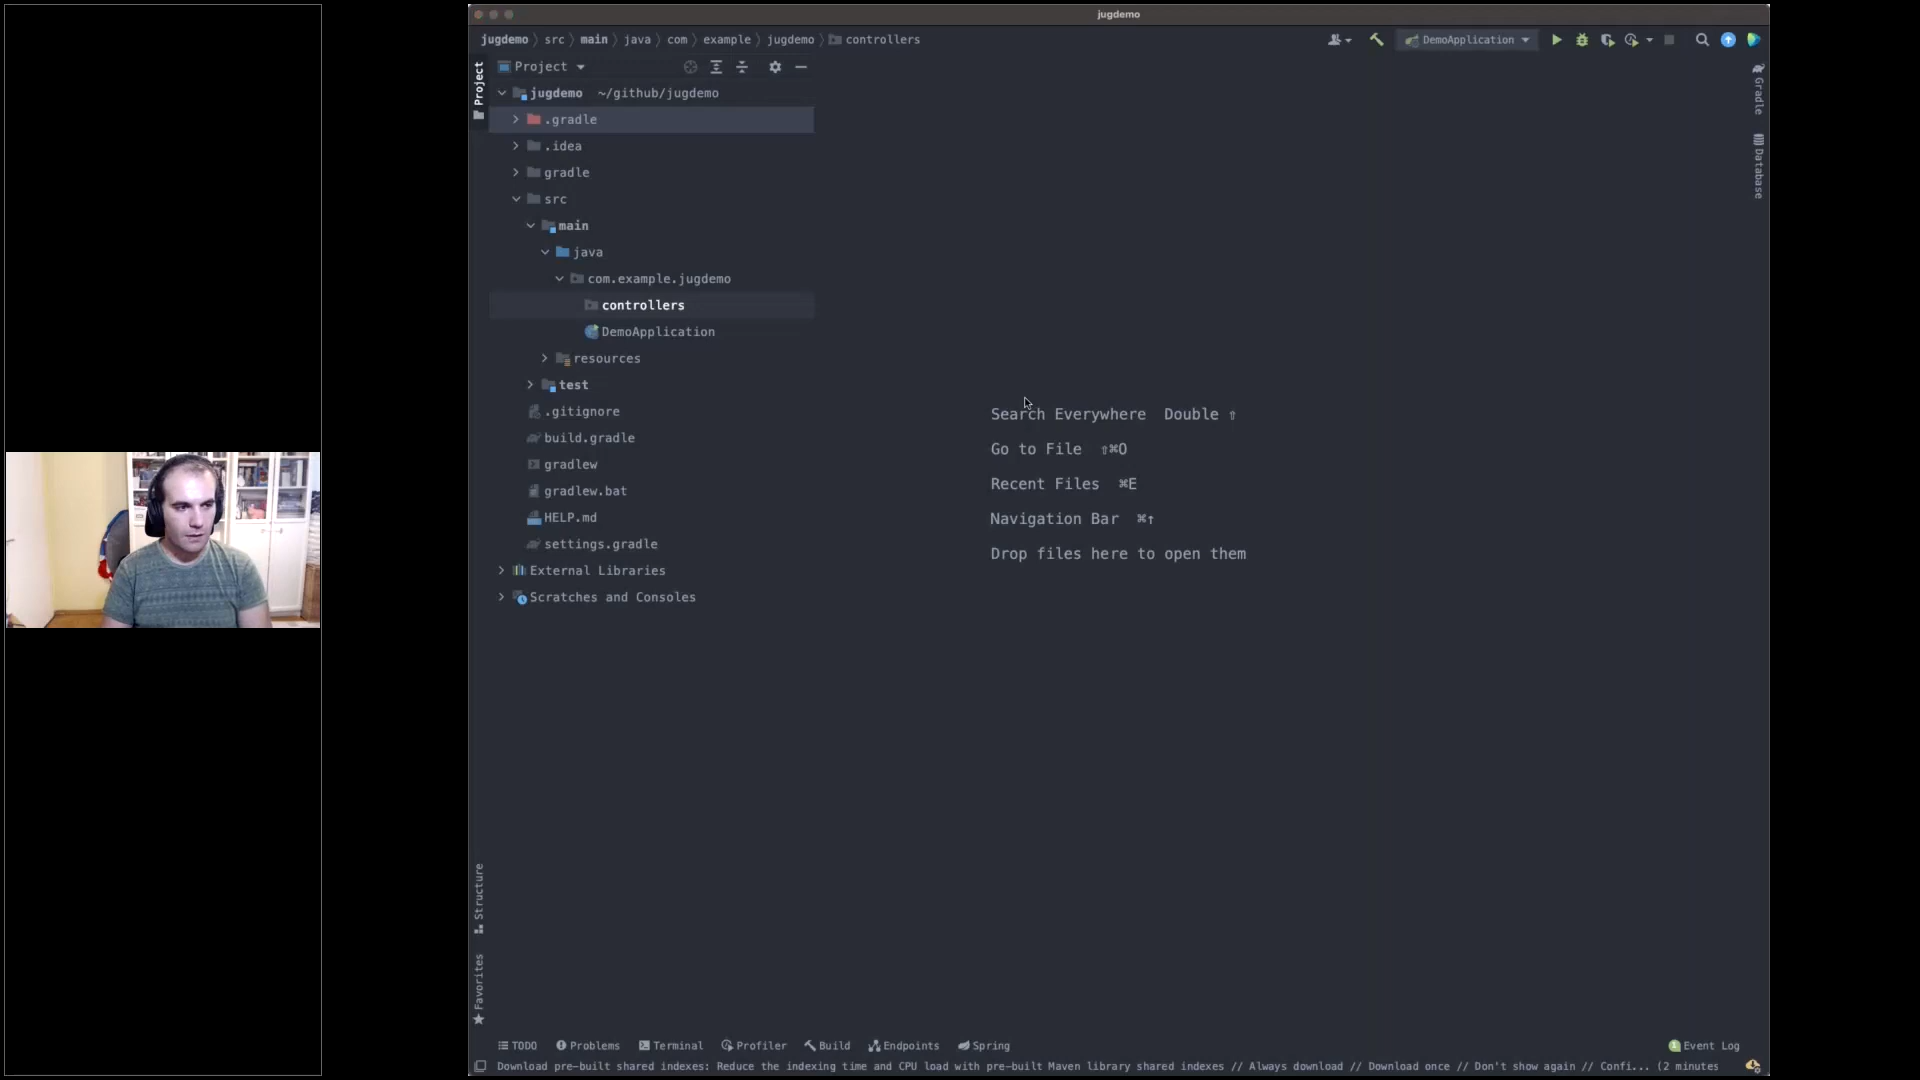 jugdemo
jugdemo src main java com example jugdemo controllers
DemoApplication
Project
Project
jugdemo ~/github/jugdemo
.gradle
.idea
gradle
src
main
java
com.example.jugdemo
controllers
DemoApplication
resources
test
.gitignore
build.gradle
gradlew
gradlew.bat
HELP.md
settings.gradle
External Libraries
Scratches and Consoles
Search Everywhere Double ⇧
Go to File ⇧⌘O
Recent Files ⌘E
Navigation Bar ⌘↑
Drop files here to open them
Gradle
Database
Structure
Favorites
TODO Problems Terminal Profiler Build Endpoints Spring
1 Event Log
Download pre-built shared indexes: Reduce the indexing time and CPU load with pre-built Maven library shared indexes // Always download // Download once // Don't show again // Confi... (2 minutes